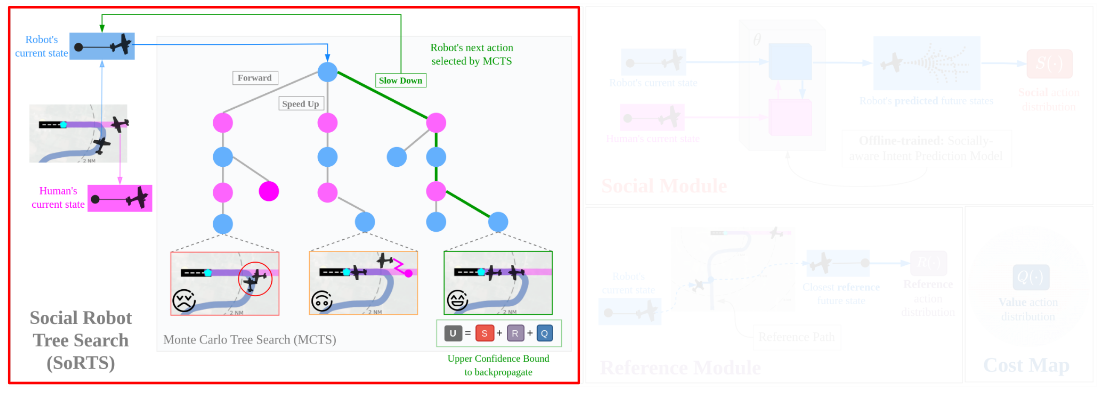 Robot's
current state
Human's
current state
2 NM
Social Robot
Tree Search
(SoRTS)
Forward
Speed Up
Slow Down
Robot's next action
selected by MCTS
2 NM
2 NM
2 NM
Monte Carlo Tree Search (MCTS)
U = S + R + Q
Upper Confidence Bound
to backpropagate
Robot's current state
Human's current state
θ
Robot's predicted future states
S(·)
Social action
distribution
Offline-trained: Socially-
aware Intent Prediction Model
Social Module
Robot's
current state
Closest reference
future state
R(·)
Reference
action
distribution
Reference Path
Reference Module
Q(·)
Value action
distribution
Cost Map